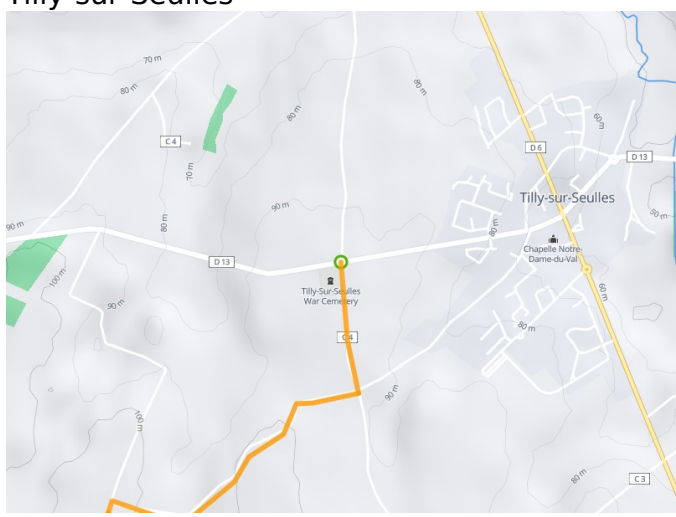 Tilly-sur-Seulles
70 m
80 m
80 m
C 4
80 m
60 m
D 6
D 13
70 m
Tilly-sur-Seulles
90 m
50 m
90 m
80 m
80 m
Chapelle Notre-
Dame-du-Val
D 13
100 m
Tilly-Sur-Seulles
War Cemetery
60 m
90 m
80 m
C 4
90 m
100 m
80 m
C 3